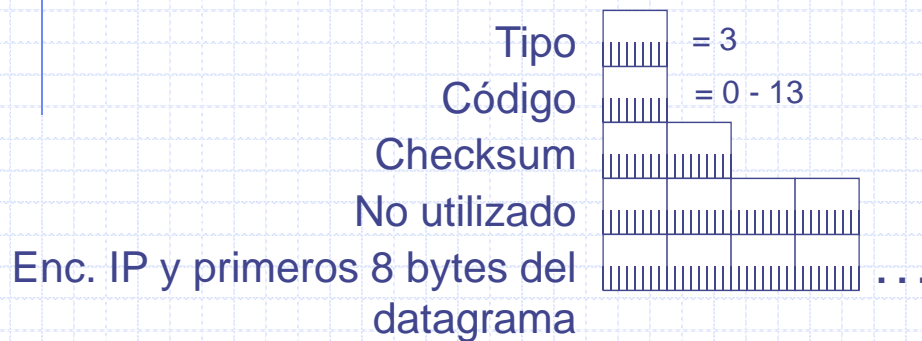 Tipo = 3
Código = 0 - 13
Checksum
No utilizado
Enc. IP y primeros 8 bytes del ...
datagrama